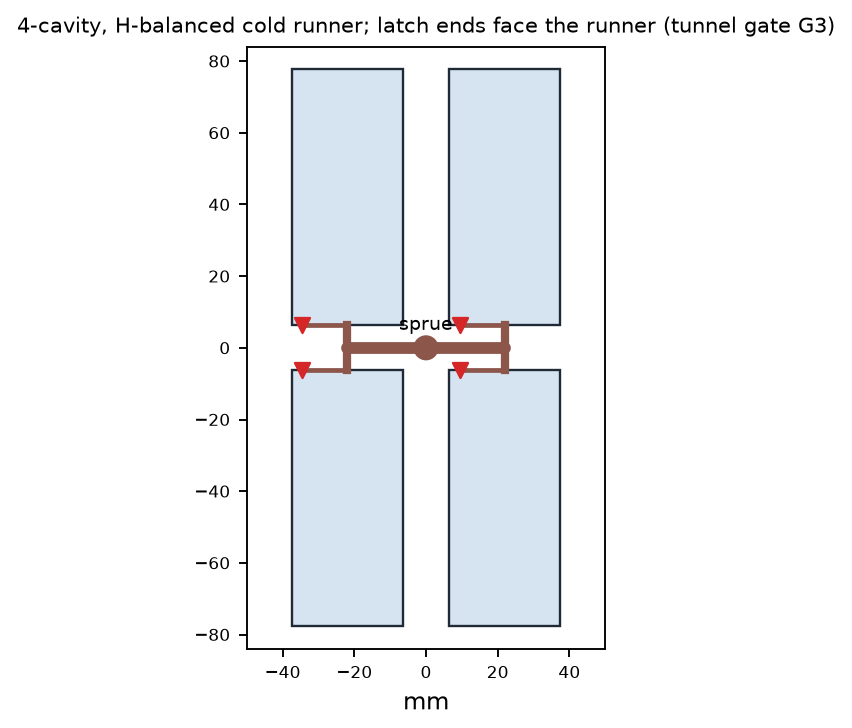 4-cavity, H-balanced cold runner; latch ends face the runner (tunnel gate G3)
80
60
40
20
sprue
0
−20
−40
−60
−80
−40 −20 0 20 40
mm